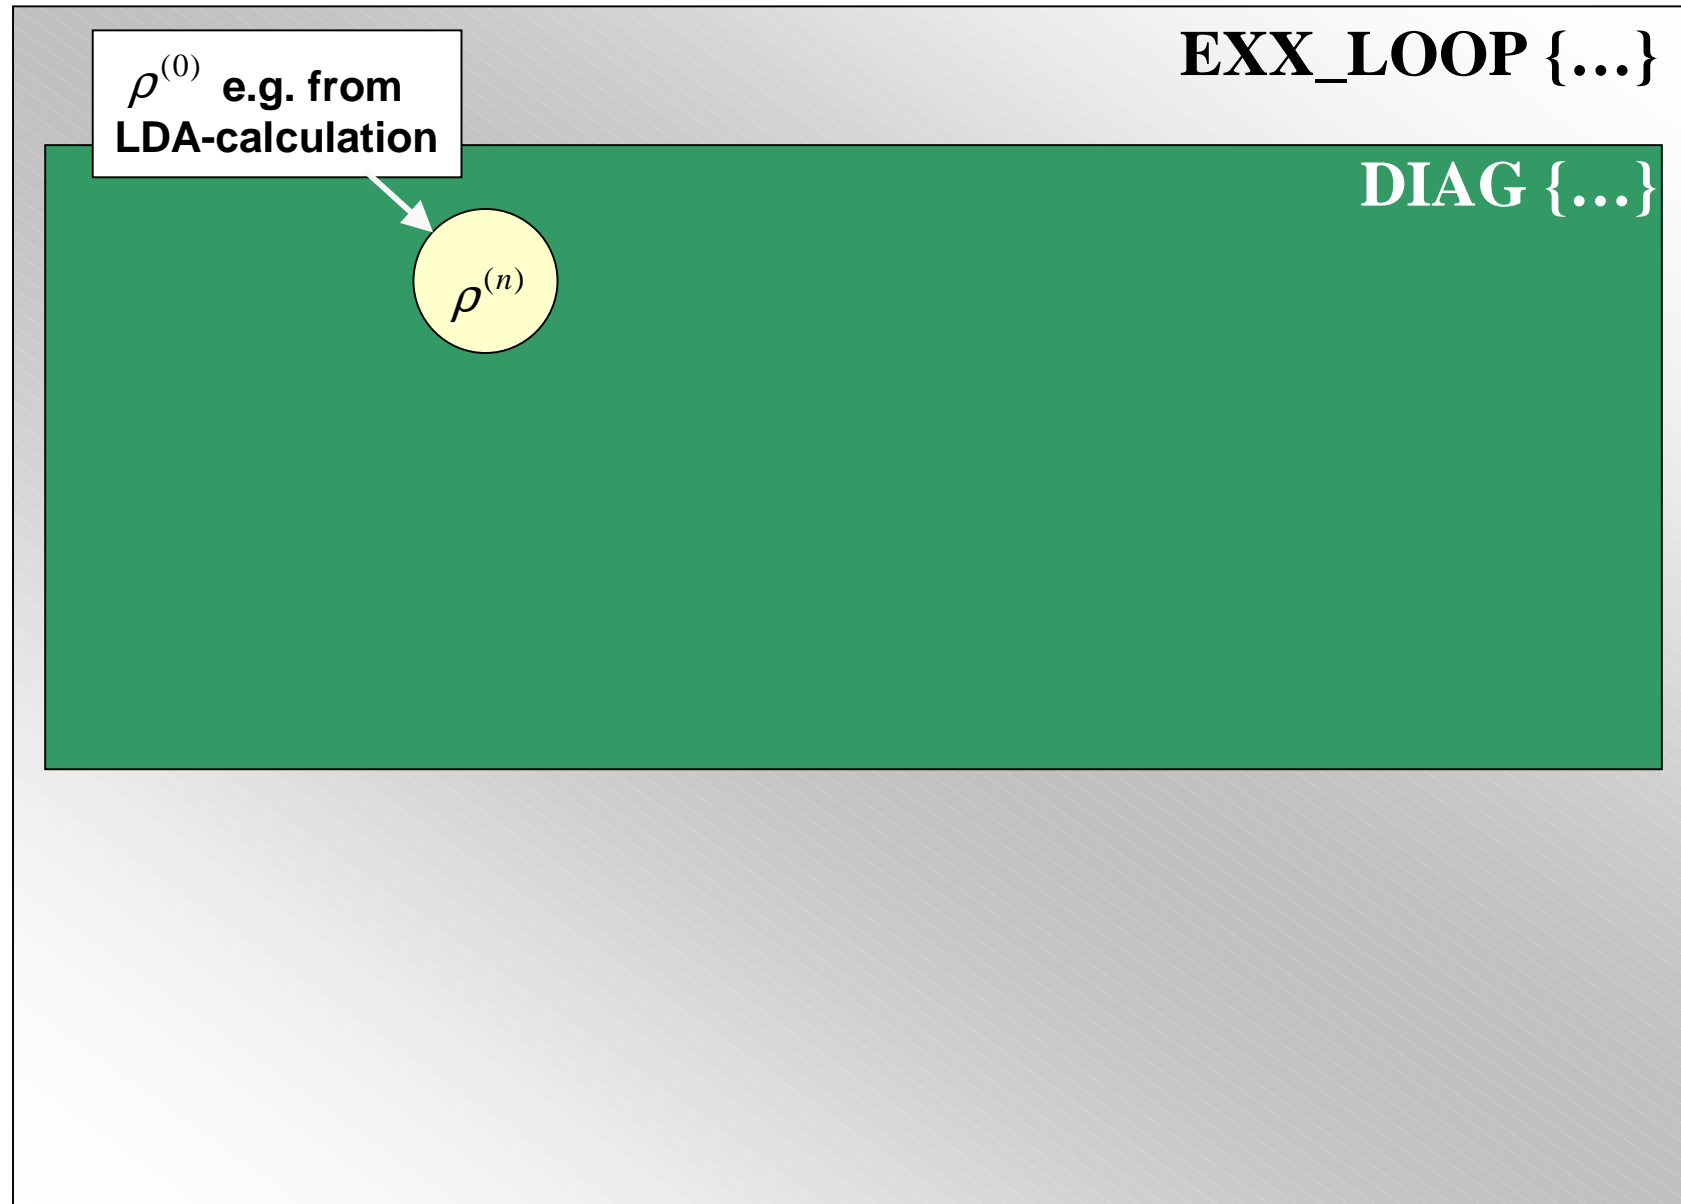 EXX_LOOP {…}
ρ⁽⁰⁾ e.g. from
LDA-calculation
DIAG {…}
ρ⁽ⁿ⁾